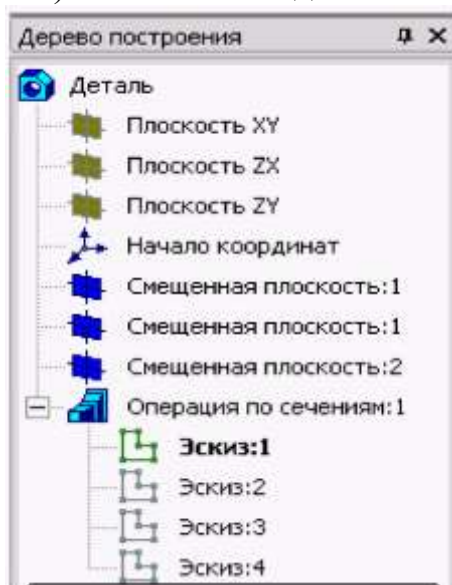 Дерево построения
Деталь
Плоскость XY
Плоскость ZX
Плоскость ZY
Начало координат
Смещенная плоскость:1
Смещенная плоскость:1
Смещенная плоскость:2
Операция по сечениям:1
Эскиз:1
Эскиз:2
Эскиз:3
Эскиз:4